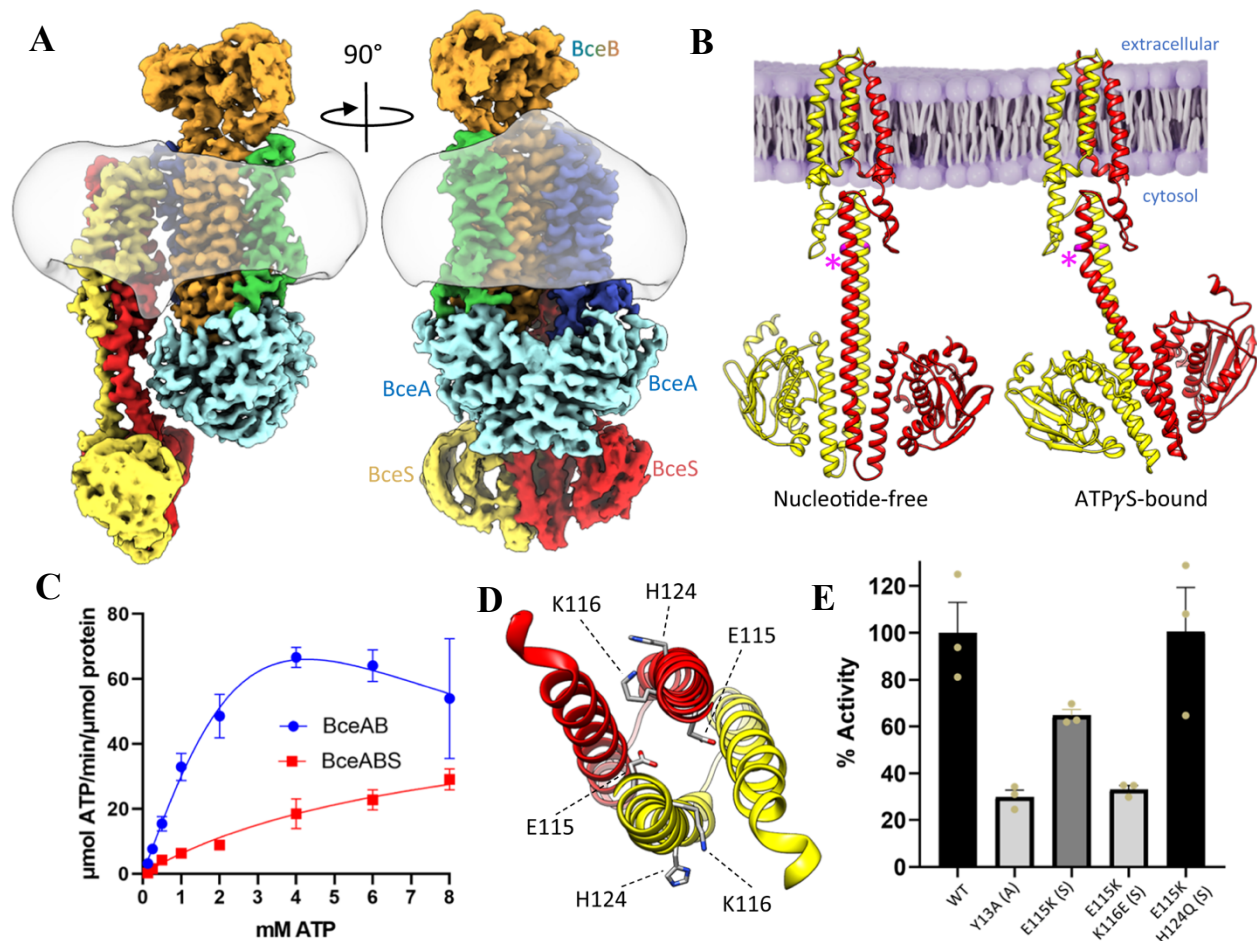 A
90°
BceB
BceA
BceA
BceS
BceS
B
extracellular
cytosol
*
*
Nucleotide-free
ATPγS-bound
C
µmol ATP/min/µmol protein
80
60
40
20
0
BceAB
BceABS
0 1 2 3 4 5 6 7 8
mM ATP
D
H124
K116
E115
E115
H124
K116
E
% Activity
120
100
80
60
40
20
0
WT
Y13A (A)
E115K (S)
E115K
K116E (S)
E115K
H124Q (S)